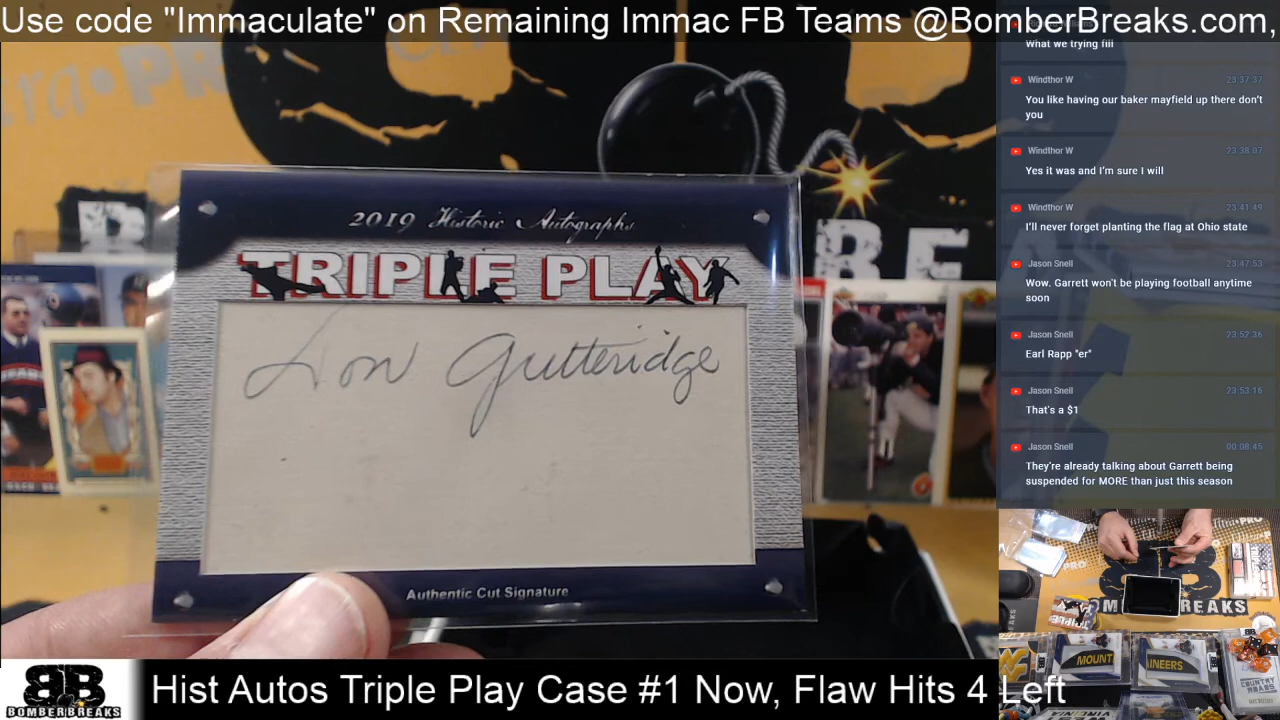 Use code "Immaculate" on Remaining Immac FB Teams @BomberBreaks.com,
2019 Historic Autographs
TRIPLE PLAY
Don Gutteridge
Authentic Cut Signature
What we trying fiii
Windthor W 23:37:37
You like having our baker mayfield up there don't
you
Windthor W 23:38:07
Yes it was and I'm sure I will
Windthor W 23:41:49
I'll never forget planting the flag at Ohio state
Jason Snell 23:47:53
Wow. Garrett won't be playing football anytime
soon
Jason Snell 23:52:36
Earl Rapp "er"
Jason Snell 23:53:16
That's a $1
Jason Snell 00:08:45
They're already talking about Garrett being
suspended for MORE than just this season
BREAKS
MOUNT
AINEERS
COUNTRY
ROADS
BB
BOMBERBREAKS
Hist Autos Triple Play Case #1 Now, Flaw Hits 4 Left